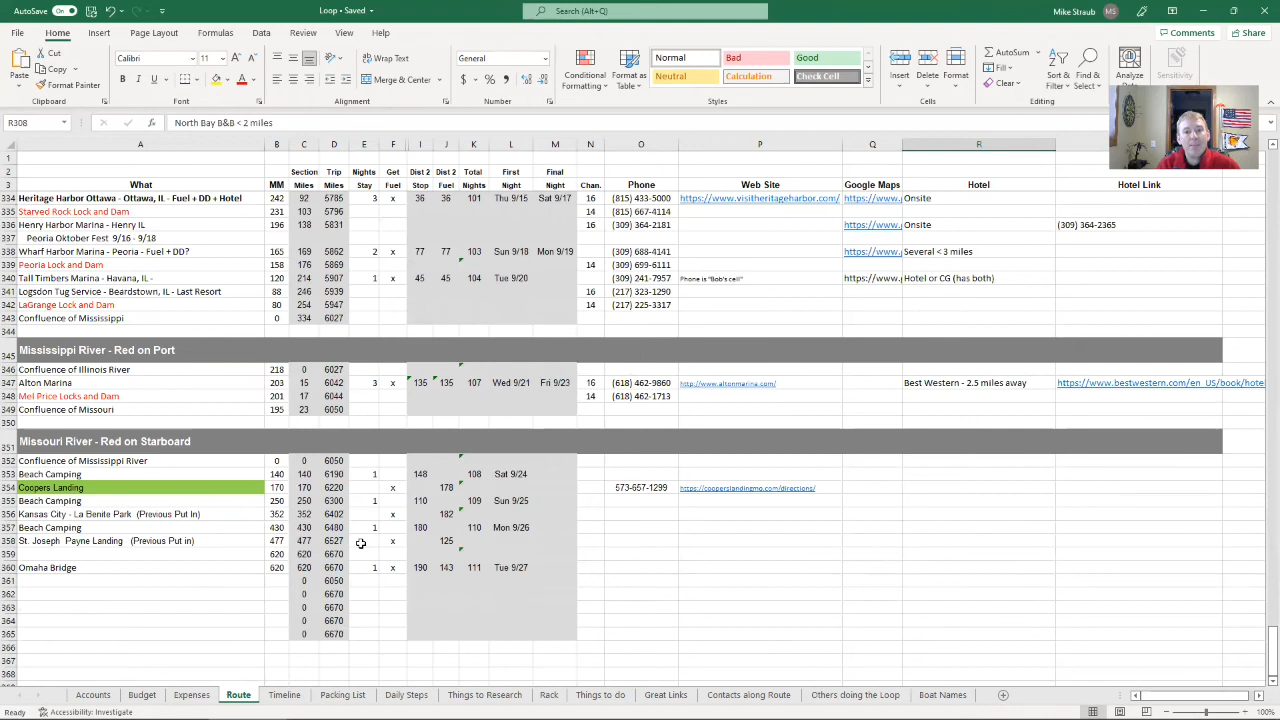 AutoSave On Loop • Saved Search (Alt+Q) Mike Straub MS
File Home Insert Page Layout Formulas Data Review View Help Comments Share
Paste Cut Copy Format Painter Calibri 11 Wrap Text Merge & Center General Conditional Formatting Format as Table Normal Bad Good Neutral Calculation Check Cell Insert Delete Format AutoSum Fill Clear Sort & Filter Find & Select Analyze Data Sensitivity
Clipboard Font Alignment Number Styles Cells Editing
R308 fx North Bay B&B < 2 miles
A B C D E F I J K L M N O P Q R
1
2 Section Trip Nights Get Dist 2 Dist 2 Total First Final
3 What MM Miles Miles Stay Fuel Stop Fuel Nights Night Night Chan. Phone Web Site Google Maps Hotel Hotel Link
334 Heritage Harbor Ottawa - Ottawa, IL - Fuel + DD + Hotel 242 92 5785 3 x 36 36 101 Thu 9/15 Sat 9/17 16 (815) 433-5000 https://www.visitheritageharbor.com/ https://www. Onsite
335 Starved Rock Lock and Dam 231 103 5796 14 (815) 667-4114
336 Henry Harbor Marina - Henry IL 196 138 5831 16 (309) 364-2181 https://www. Onsite (309) 364-2365
337 Peoria Oktober Fest 9/16 - 9/18
338 Wharf Harbor Marina - Peoria - Fuel + DD? 165 169 5862 2 x 77 77 103 Sun 9/18 Mon 9/19 (309) 688-4141 https://www. Several < 3 miles
339 Peoria Lock and Dam 158 176 5869 14 (309) 699-6111
340 Tall Timbers Marina - Havana, IL - 120 214 5907 1 x 45 45 104 Tue 9/20 (309) 241-7957 Phone is "Bob's cell" https://www. Hotel or CG (has both)
341 Logsdon Tug Service - Beardstown, IL - Last Resort 88 246 5939 16 (217) 323-1290
342 LaGrange Lock and Dam 80 254 5947 14 (217) 225-3317
343 Confluence of Mississippi 0 334 6027
344
345 Mississippi River - Red on Port
346 Confluence of Illinois River 218 0 6027
347 Alton Marina 203 15 6042 3 x 135 135 107 Wed 9/21 Fri 9/23 16 (618) 462-9860 http://www.altonmarina.com/ Best Western - 2.5 miles away https://www.bestwestern.com/en_US/book/hote
348 Mel Price Locks and Dam 201 17 6044 14 (618) 462-1713
349 Confluence of Missouri 195 23 6050
350
351 Missouri River - Red on Starboard
352 Confluence of Mississippi River 0 0 6050
353 Beach Camping 140 140 6190 1 148 108 Sat 9/24
354 Coopers Landing 170 170 6220 x 178 573-657-1299 https://cooperslandingmo.com/directions/
355 Beach Camping 250 250 6300 1 110 109 Sun 9/25
356 Kansas City - La Benite Park (Previous Put In) 352 352 6402 x 182
357 Beach Camping 430 430 6480 1 180 110 Mon 9/26
358 St. Joseph Payne Landing (Previous Put in) 477 477 6527 x 125
359 620 620 6670
360 Omaha Bridge 620 620 6670 1 x 190 143 111 Tue 9/27
361 0 6050
362 0 6670
363 0 6670
364 0 6670
365 0 6670
366
367
368
Accounts Budget Expenses Route Timeline Packing List Daily Steps Things to Research Rack Things to do Great Links Contacts along Route Others doing the Loop Boat Names
Ready Accessibility: Investigate 100%